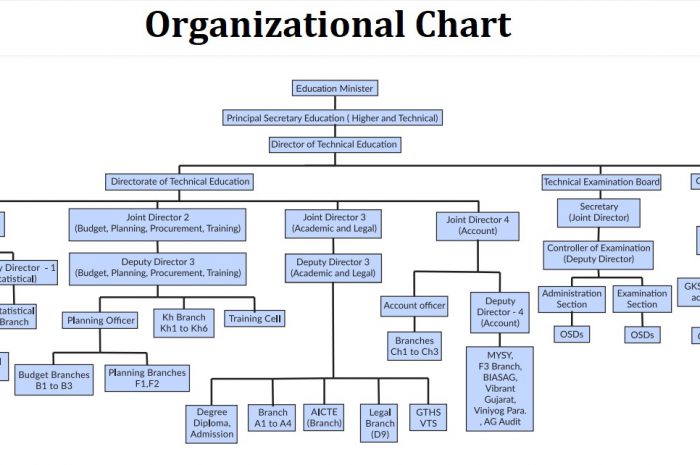 Organizational Chart
Education Minister
Principal Secretary Education ( Higher and Technical)
Director of Technical Education
Directorate of Technical Education
Technical Examination Board
Joint Director 2
(Budget, Planning, Procurement, Training)
Joint Director 3
(Academic and Legal)
Joint Director 4
(Account)
Secretary
(Joint Director)
Director - 1
Deputy Director 3
(Budget, Planning, Procurement, Training)
Deputy Director 3
(Academic and Legal)
Controller of Examination
(Deputy Director)
Branch
Planning Officer
Kh Branch
Kh1 to Kh6
Training Cell
Account officer
Deputy
Director - 4
(Account)
Administration
Section
Examination
Section
OSDs
OSDs
Branches
Ch1 to Ch3
Budget Branches
B1 to B3
Planning Branches
F1,F2
MYSY,
F3 Branch,
BIASAG,
Vibrant
Gujarat,
Viniyog Para.
, AG Audit
Degree
Diploma,
Admission
Branch
A1 to A4
AICTE
(Branch)
Legal
Branch
(D9)
GTHS
VTS